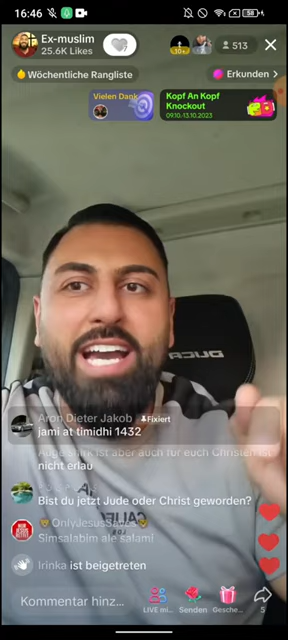 16:46
58
Ex-muslim
25.6K Likes
30+
513
Wöchentliche Rangliste
Erkunden >
Vielen Dank
Kopf An Kopf
Knockout
09.10.-13.10.2023
Aron Dieter Jakob Fixiert
jami at timidhi 1432
ist aber auch für euch Christen ist
nicht erlau
Bist du jetzt Jude oder Christ geworden?
OnlyJesusSaves
Simsalabim ale salami
Irinka ist beigetreten
Kommentar hinz...
LIVE mi...
Senden
Gesche...
5